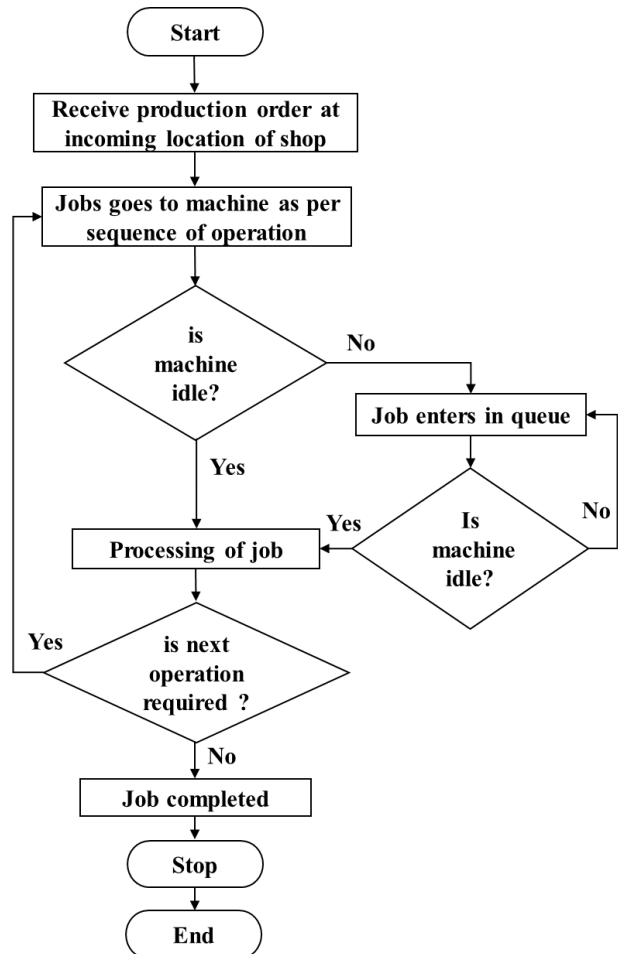 Start
Receive production order at
incoming location of shop
Jobs goes to machine as per
sequence of operation
is
machine
idle?
No
Job enters in queue
Yes
Is
machine
idle?
No
Yes
Processing of job
is next
operation
required ?
Yes
No
Job completed
Stop
End